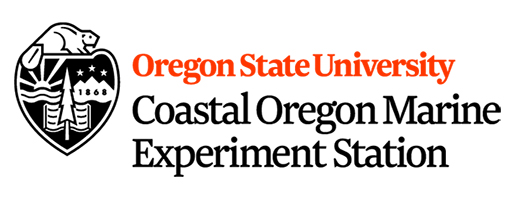 1868
Oregon State University
Coastal Oregon Marine
Experiment Station